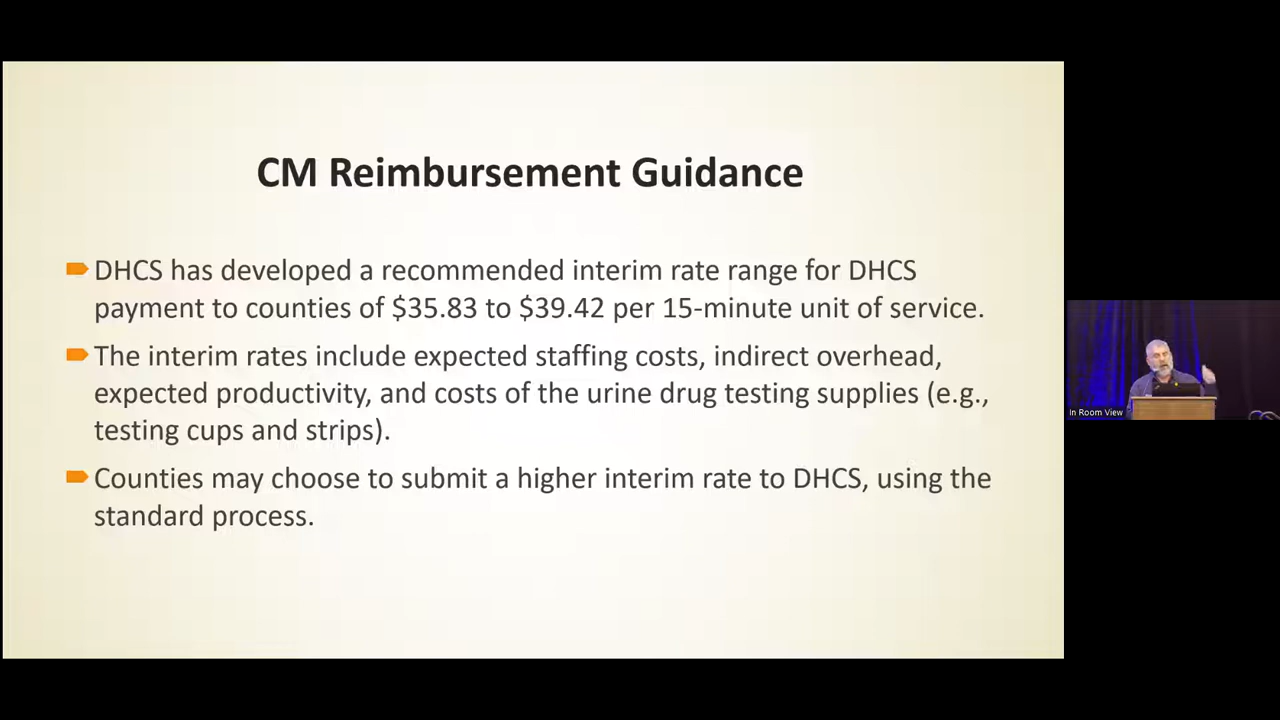 CM Reimbursement Guidance
DHCS has developed a recommended interim rate range for DHCS
payment to counties of $35.83 to $39.42 per 15-minute unit of service.
The interim rates include expected staffing costs, indirect overhead,
expected productivity, and costs of the urine drug testing supplies (e.g.,
testing cups and strips).
Counties may choose to submit a higher interim rate to DHCS, using the
standard process.
In Room View